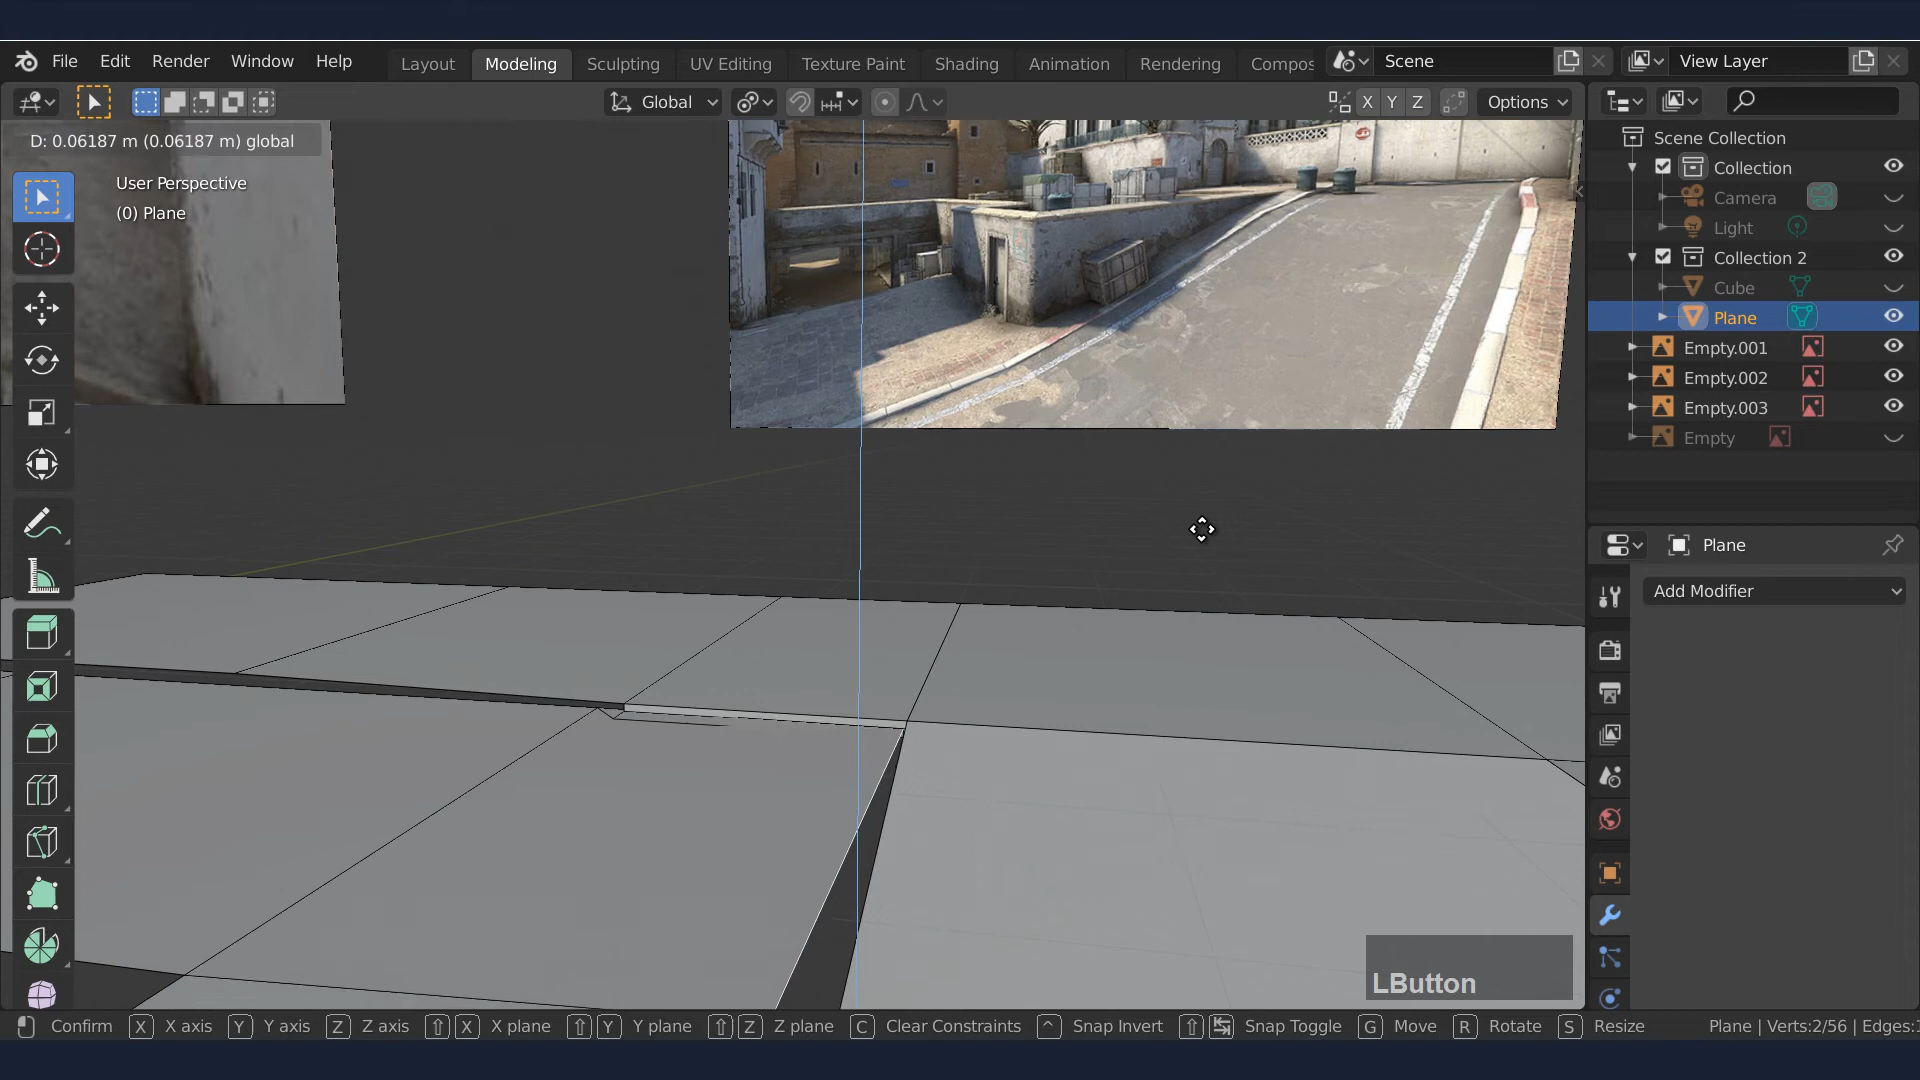 File Edit Render Window Help Layout Modeling Sculpting UV Editing Texture Paint Shading Animation Rendering Compos Scene View Layer
Global X Y Z Options
D: 0.06187 m (0.06187 m) global
User Perspective
(0) Plane
Scene Collection
Collection
Camera
Light
Collection 2
Cube
Plane
Empty.001
Empty.002
Empty.003
Empty
Plane
Add Modifier
LButton
Confirm X X axis Y Y axis Z Z axis X X plane Y Y plane Z Z plane C Clear Constraints ^ Snap Invert Snap Toggle G Move R Rotate S Resize Plane | Verts:2/56 | Edges: